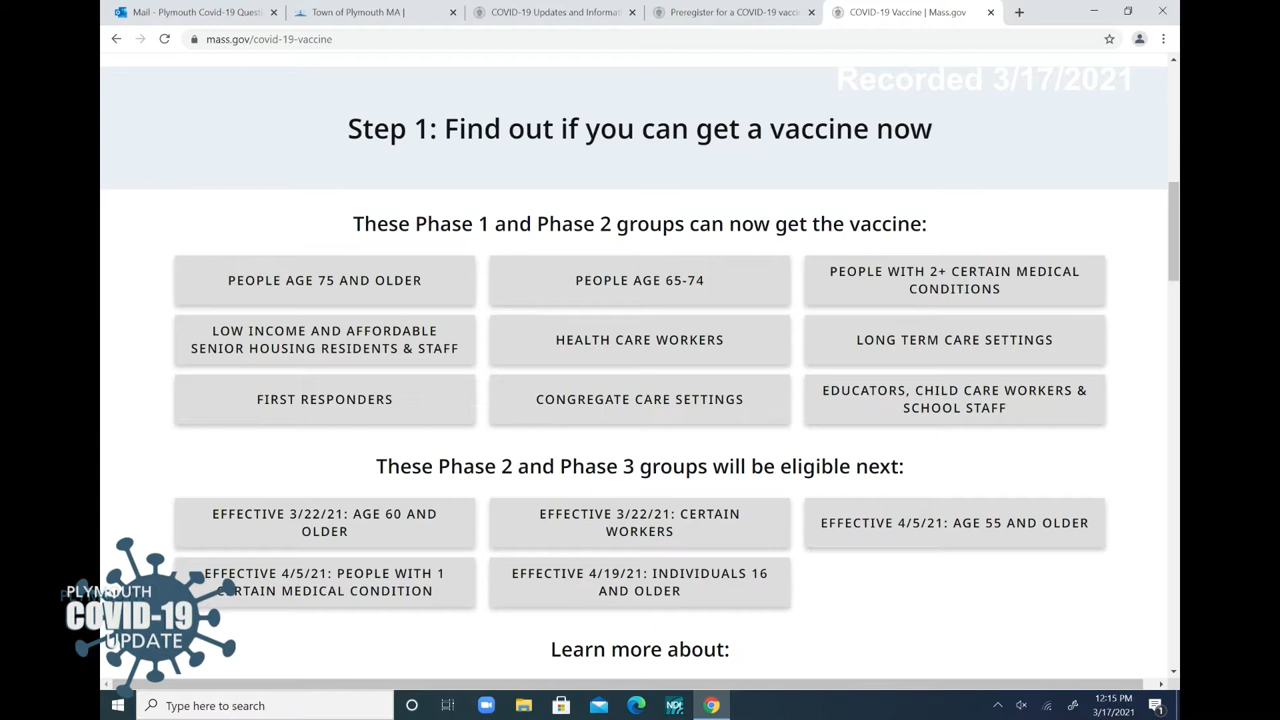 Mail - Plymouth Covid-19 Questi
Town of Plymouth MA |
COVID-19 Updates and Informat
Preregister for a COVID-19 vaccin
COVID-19 Vaccine | Mass.gov
mass.gov/covid-19-vaccine
Recorded 3/17/2021
Step 1: Find out if you can get a vaccine now
These Phase 1 and Phase 2 groups can now get the vaccine:
PEOPLE AGE 75 AND OLDER
PEOPLE AGE 65-74
PEOPLE WITH 2+ CERTAIN MEDICAL
CONDITIONS
LOW INCOME AND AFFORDABLE
SENIOR HOUSING RESIDENTS & STAFF
HEALTH CARE WORKERS
LONG TERM CARE SETTINGS
FIRST RESPONDERS
CONGREGATE CARE SETTINGS
EDUCATORS, CHILD CARE WORKERS &
SCHOOL STAFF
These Phase 2 and Phase 3 groups will be eligible next:
EFFECTIVE 3/22/21: AGE 60 AND
OLDER
EFFECTIVE 3/22/21: CERTAIN
WORKERS
EFFECTIVE 4/5/21: AGE 55 AND OLDER
EFFECTIVE 4/5/21: PEOPLE WITH 1
CERTAIN MEDICAL CONDITION
EFFECTIVE 4/19/21: INDIVIDUALS 16
AND OLDER
Learn more about:
PLYMOUTH
COVID-19
UPDATE
Type here to search
NDI
12:15 PM
3/17/2021
1